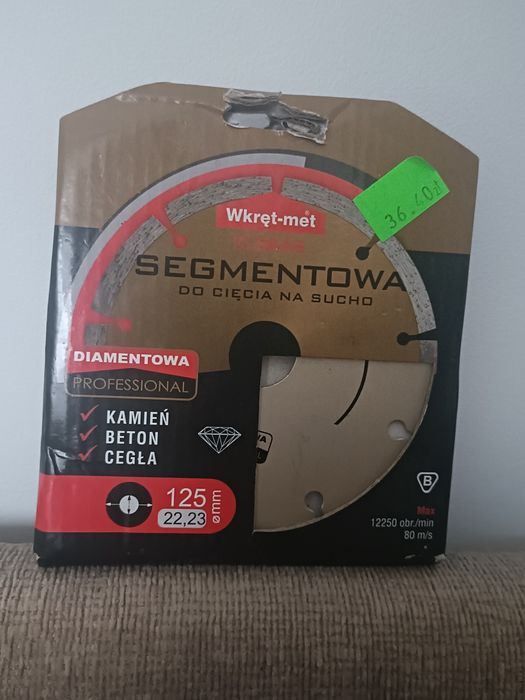 Wkręt-met
36.40zł
SEGMENTOWA
DO CIĘCIA NA SUCHO
DIAMENTOWA
PROFESSIONAL
KAMIEŃ
BETON
CEGŁA
125
22,23
ømm
B
Max
12250 obr./min
80 m/s